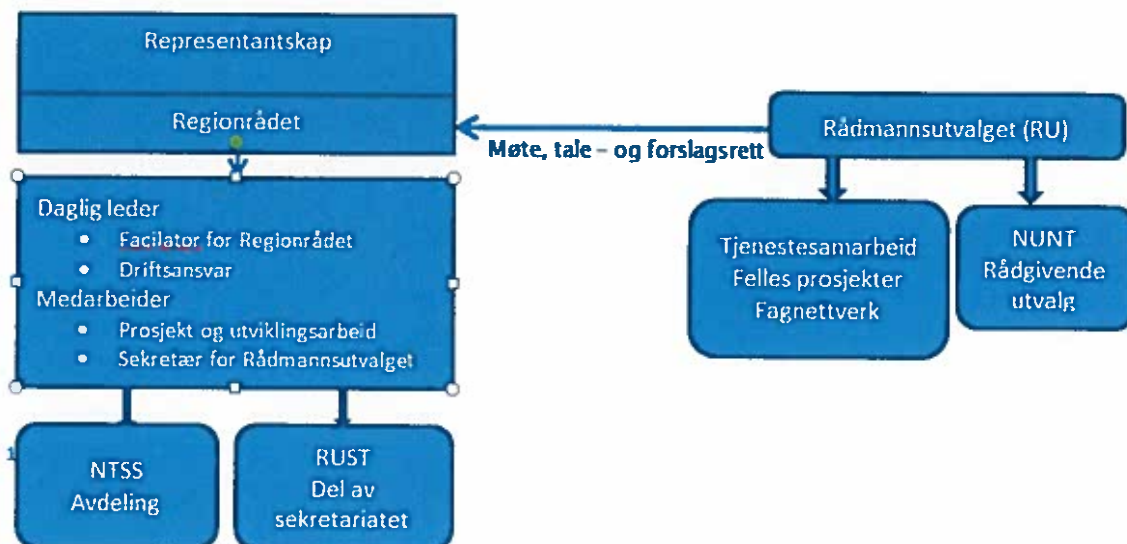 Representantskap
Regionrådet
Møte, tale – og forslagsrett
Rådmannsutvalget (RU)
Daglig leder
• Facilator for Regionrådet
• Driftsansvar
Medarbeider
• Prosjekt og utviklingsarbeid
• Sekretær for Rådmannsutvalget
Tjenestesamarbeid
Felles prosjekter
Fagnettverk
NUNT
Rådgivende
utvalg
1
NTSS
Avdeling
RUST
Del av
sekretariatet